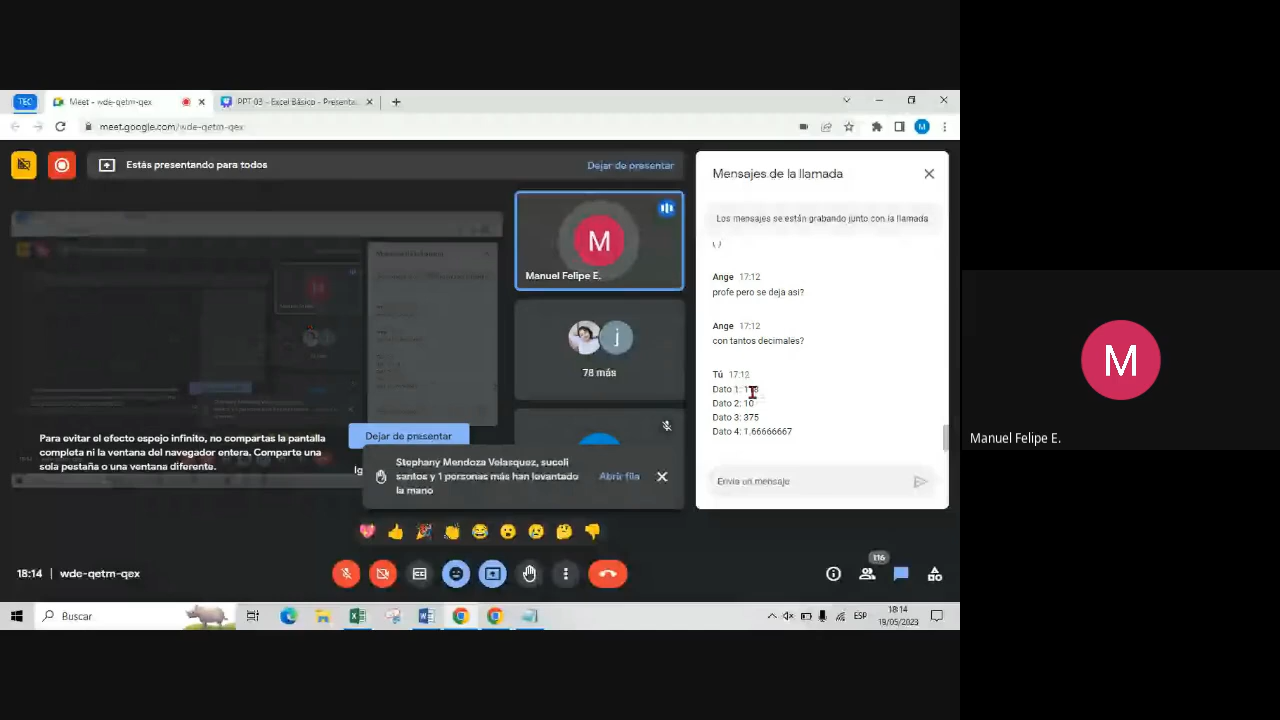 TEC
Meet - wde-qetm-qex
PPT 03 - Excel Básico - Presenta
meet.google.com/wde-qetm-qex
M
Estás presentando para todos
Dejar de presentar
M
Manuel Felipe E.
j
78 más
Para evitar el efecto espejo infinito, no compartas la pantalla
completa ni la ventana del navegador entera. Comparte una
sola pestaña o una ventana diferente.
Dejar de presentar
Stephany Mendoza Velasquez, suceli
santos y 1 personas más han levantado
la mano
Abrir fila
Mensajes de la llamada
Los mensajes se están grabando junto con la llamada
Ange 17:12
profe pero se deja asi?
Ange 17:12
con tantos decimales?
Tú 17:12
Dato 1:
Dato 2: 10
Dato 3: 375
Dato 4: 1.66666667
Envía un mensaje
18:14 | wde-qetm-qex
116
Buscar
ESP
18:14
19/05/2023
M
Manuel Felipe E.